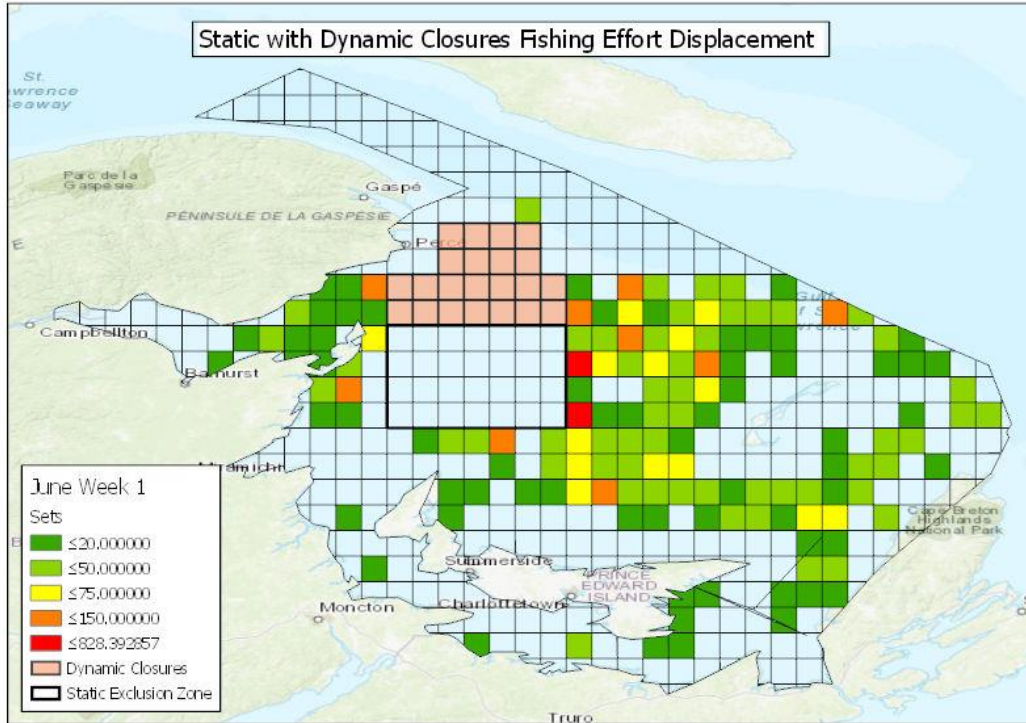 Static with Dynamic Closures Fishing Effort Displacement
St.
awrence
Seaway
Parc de la
Gaspésie
Gaspé
PÉNINSULE DE LA GASPÉSIE
Percé
Gulf
Campbellton
Bathurst
June Week 1
Sets
≤20.000000
≤50.000000
≤75.000000
≤150.000000
≤828.392857
Dynamic Closures
Static Exclusion Zone
Cape Breton
Highlands
National Park
Summerside
PRINCE
EDWARD
ISLAND
Charlottetown
Moncton
Truro